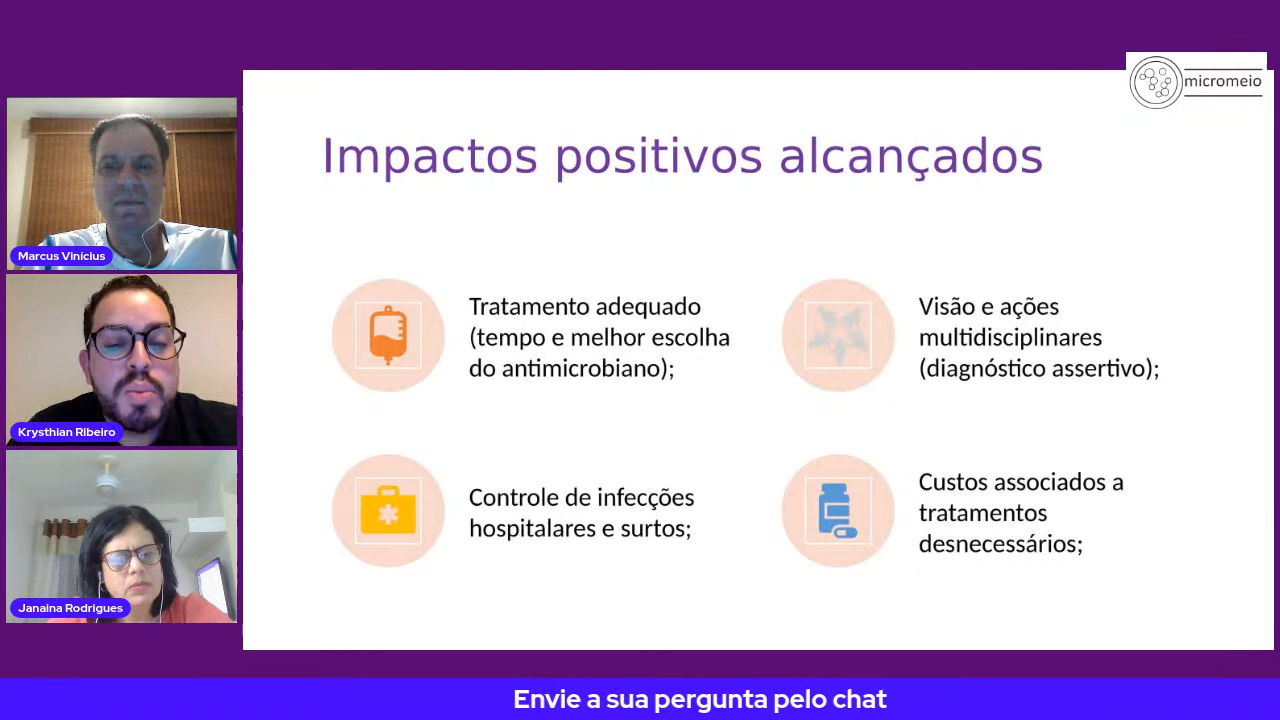 micromeio
Impactos positivos alcançados
Tratamento adequado
(tempo e melhor escolha
do antimicrobiano);
Visão e ações
multidisciplinares
(diagnóstico assertivo);
Controle de infecções
hospitalares e surtos;
Custos associados a
tratamentos
desnecessários;
Marcus Vinícius
Krysthian Ribeiro
Janaina Rodrigues
Envie a sua pergunta pelo chat